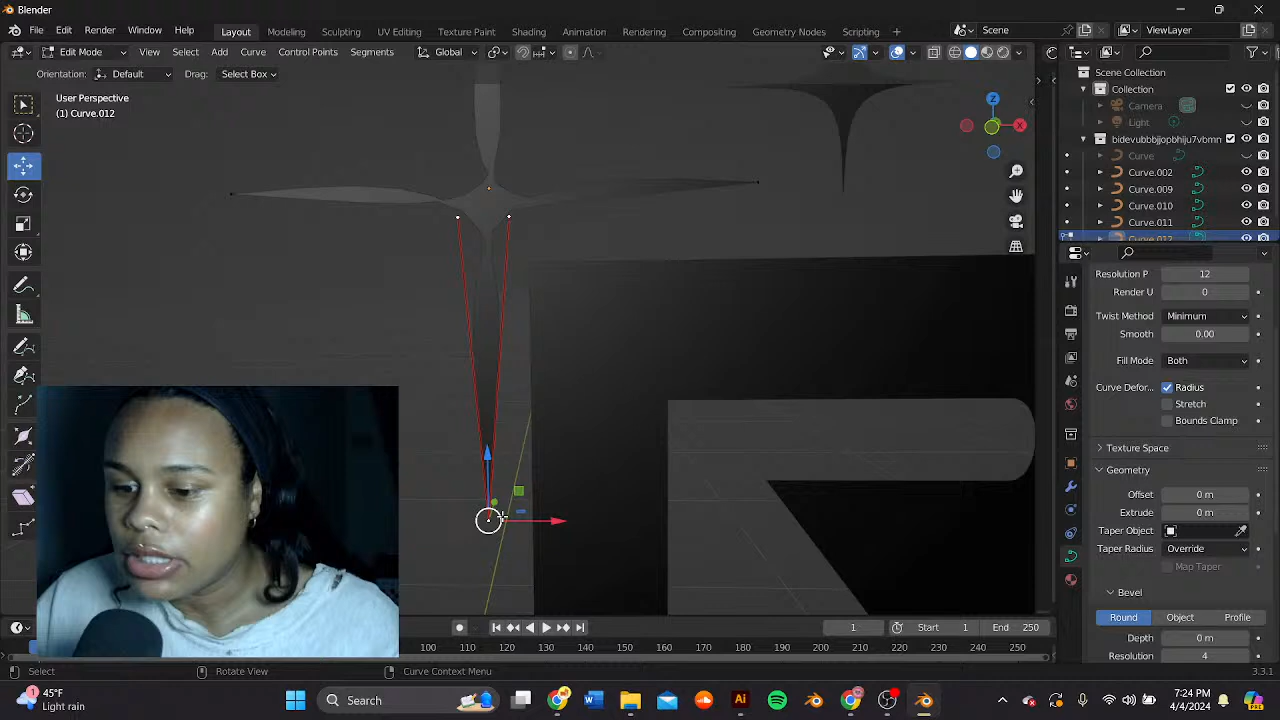 Blender
File Edit Render Window Help Layout Modeling Sculpting UV Editing Texture Paint Shading Animation Rendering Compositing Geometry Nodes Scripting + Scene ViewLayer
Edit Mode View Select Add Curve Control Points Segments Global
Orientation: Default Drag: Select Box
Scene Collection
User Perspective
(1) Curve.012
Collection
Camera
Light
bidevubbbjjopbhiju7vbmn
Curve
Curve.002
Curve.009
Curve.010
Curve.011
Curve.012
Z
X
Resolution P 12
Render U 0
Twist Method Minimum
Smooth 0.00
Fill Mode Both
Curve Defor.. Radius
Stretch
Bounds Clamp
Texture Space
Geometry
Offset 0 m
Extrude 0 m
Taper Object
Taper Radius Override
Map Taper
Bevel
Round Object Profile
Depth 0 m
Resolution 4
1 Start 1 End 250
100 110 120 130 140 150 160 170 180 190 200 210 220 230 240 250
Select Rotate View Curve Context Menu 3.3.1
1 45°F
Light rain
Search
7:24 PM
4/4/2024